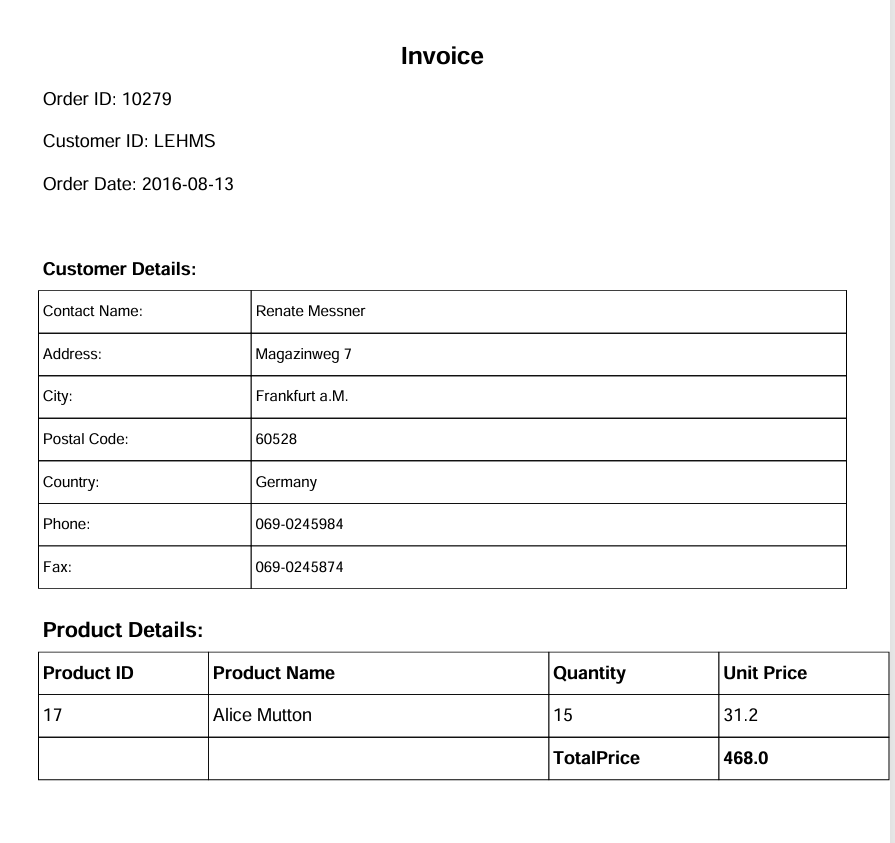 Invoice
Order ID: 10279
Customer ID: LEHMS
Order Date: 2016-08-13
Customer Details:
Contact Name: Renate Messner
Address: Magazinweg 7
City: Frankfurt a.M.
Postal Code: 60528
Country: Germany
Phone: 069-0245984
Fax: 069-0245874
Product Details:
Product ID Product Name Quantity Unit Price
17 Alice Mutton 15 31.2
TotalPrice 468.0